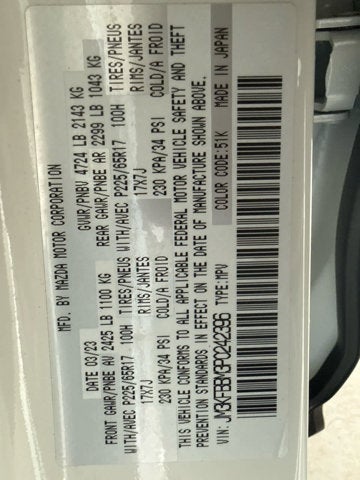 MFD. BY MAZDA MOTOR CORPORATION
DATE 03/23 GVWR/PNBV 4724 LB 2143 KG
FRONT GAWR/PNBE AV 2425 LB 1100 KG REAR GAWR/PNBE AR 2299 LB 1043 KG
TIRES/PNEUS TIRES/PNEUS
WITH/AVEC P225/65R17 100H WITH/AVEC P225/65R17 100H
RIMS/JANTES RIMS/JANTES
17X7J 17X7J
COLD/A FROID COLD/A FROID
230 KPA/34 PSI 230 KPA/34 PSI
THIS VEHICLE CONFORMS TO ALL APPLICABLE FEDERAL MOTOR VEHICLE SAFETY AND THEFT
PREVENTION STANDARDS IN EFFECT ON THE DATE OF MANUFACTURE SHOWN ABOVE.
COLOR CODE:51K MADE IN JAPAN
VIN: JM3KFBBM3P0242396 TYPE:MPV